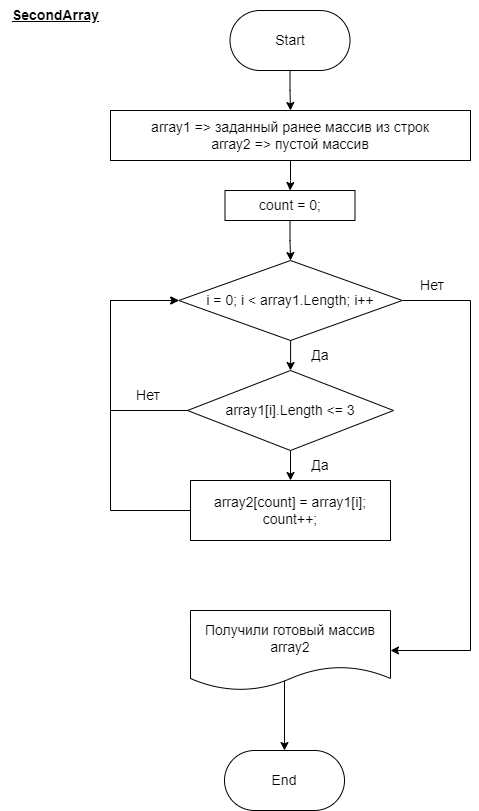 SecondArray
Start
array1 => заданный ранее массив из строк
array2 => пустой массив
count = 0;
i = 0; i < array1.Length; i++
Нет
Да
array1[i].Length <= 3
Нет
Да
array2[count] = array1[i];
count++;
Получили готовый массив
array2
End